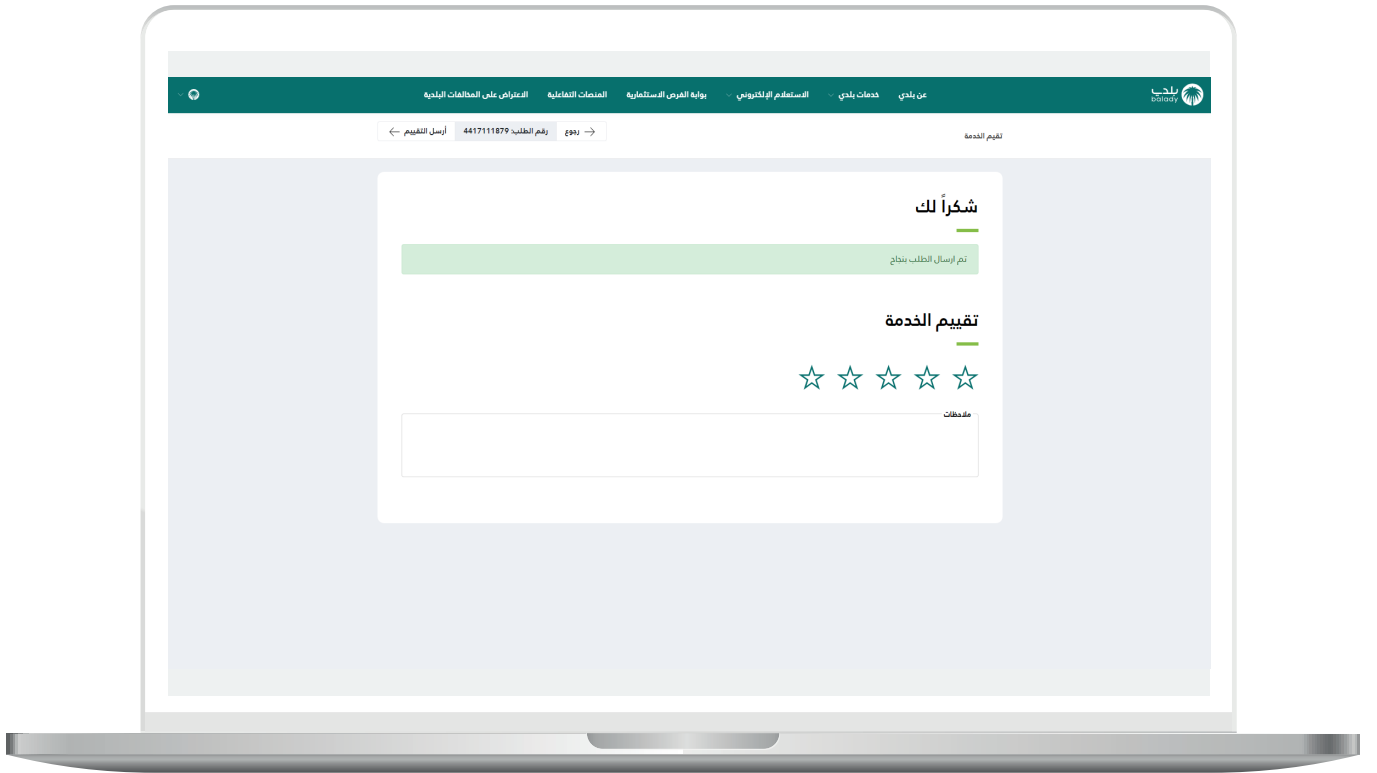 بلدي
balady
عن بلدي
خدمات بلدي
الاستعلام الإلكتروني
بوابة الفرص الاستثمارية
المنصات التفاعلية
الاعتراض على المخالفات البلدية
تقيم الخدمة
رجوع
رقم الطلب: 4417111879
أرسل التقييم
شكراً لك
تم ارسال الطلب بنجاح
تقييم الخدمة
ملاحظات